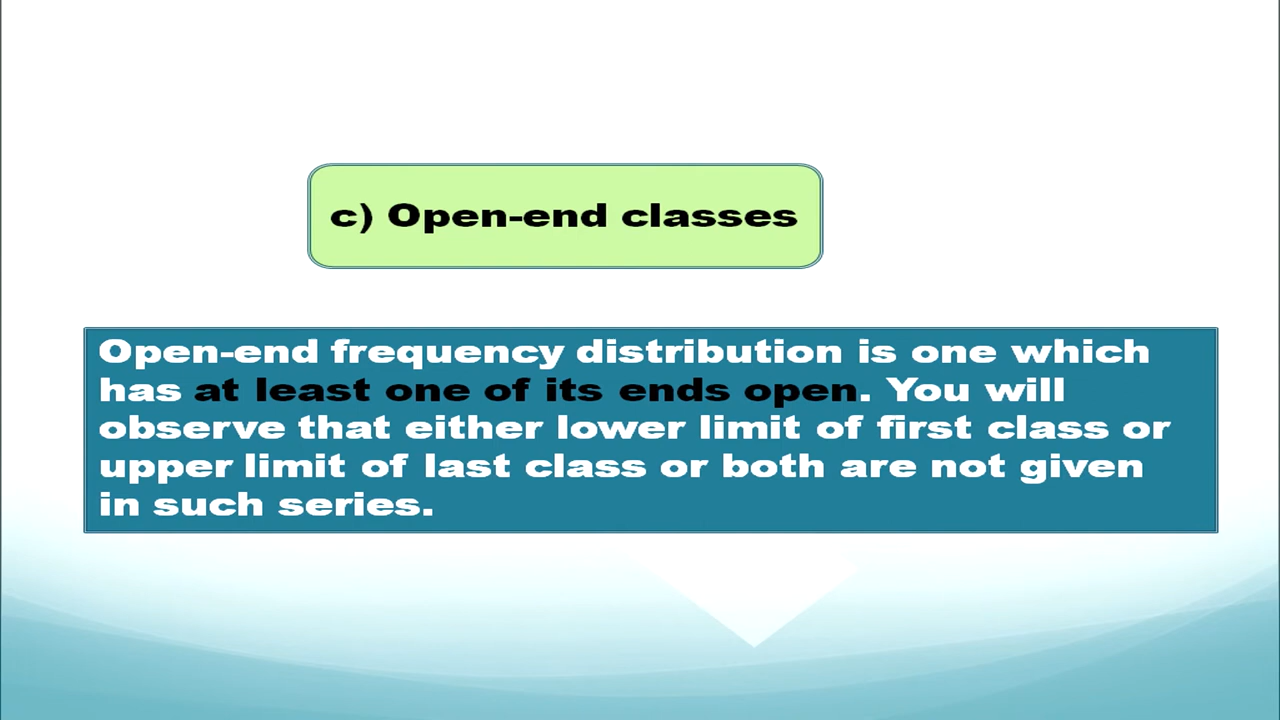 c) Open-end classes
Open-end frequency distribution is one which
has at least one of its ends open. You will
observe that either lower limit of first class or
upper limit of last class or both are not given
in such series.